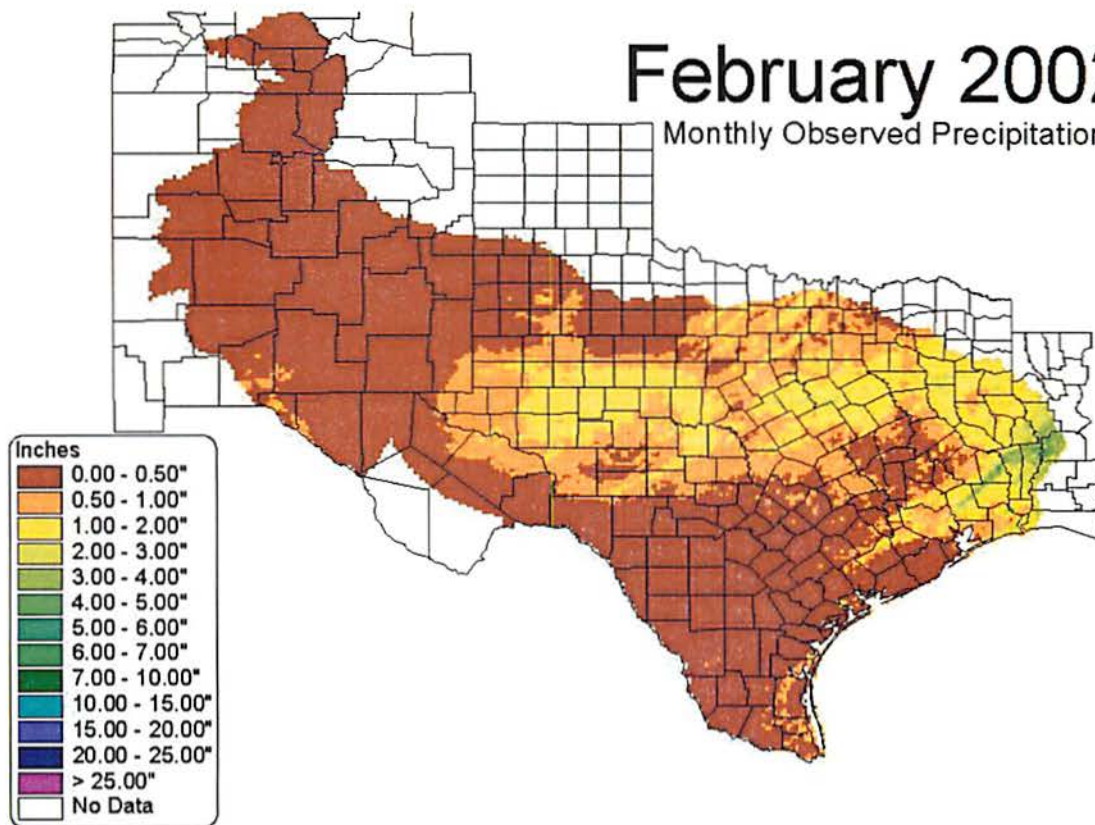 February 2002
Monthly Observed Precipitation
Inches
0.00 - 0.50"
0.50 - 1.00"
1.00 - 2.00"
2.00 - 3.00"
3.00 - 4.00"
4.00 - 5.00"
5.00 - 6.00"
6.00 - 7.00"
7.00 - 10.00"
10.00 - 15.00"
15.00 - 20.00"
20.00 - 25.00"
> 25.00"
No Data